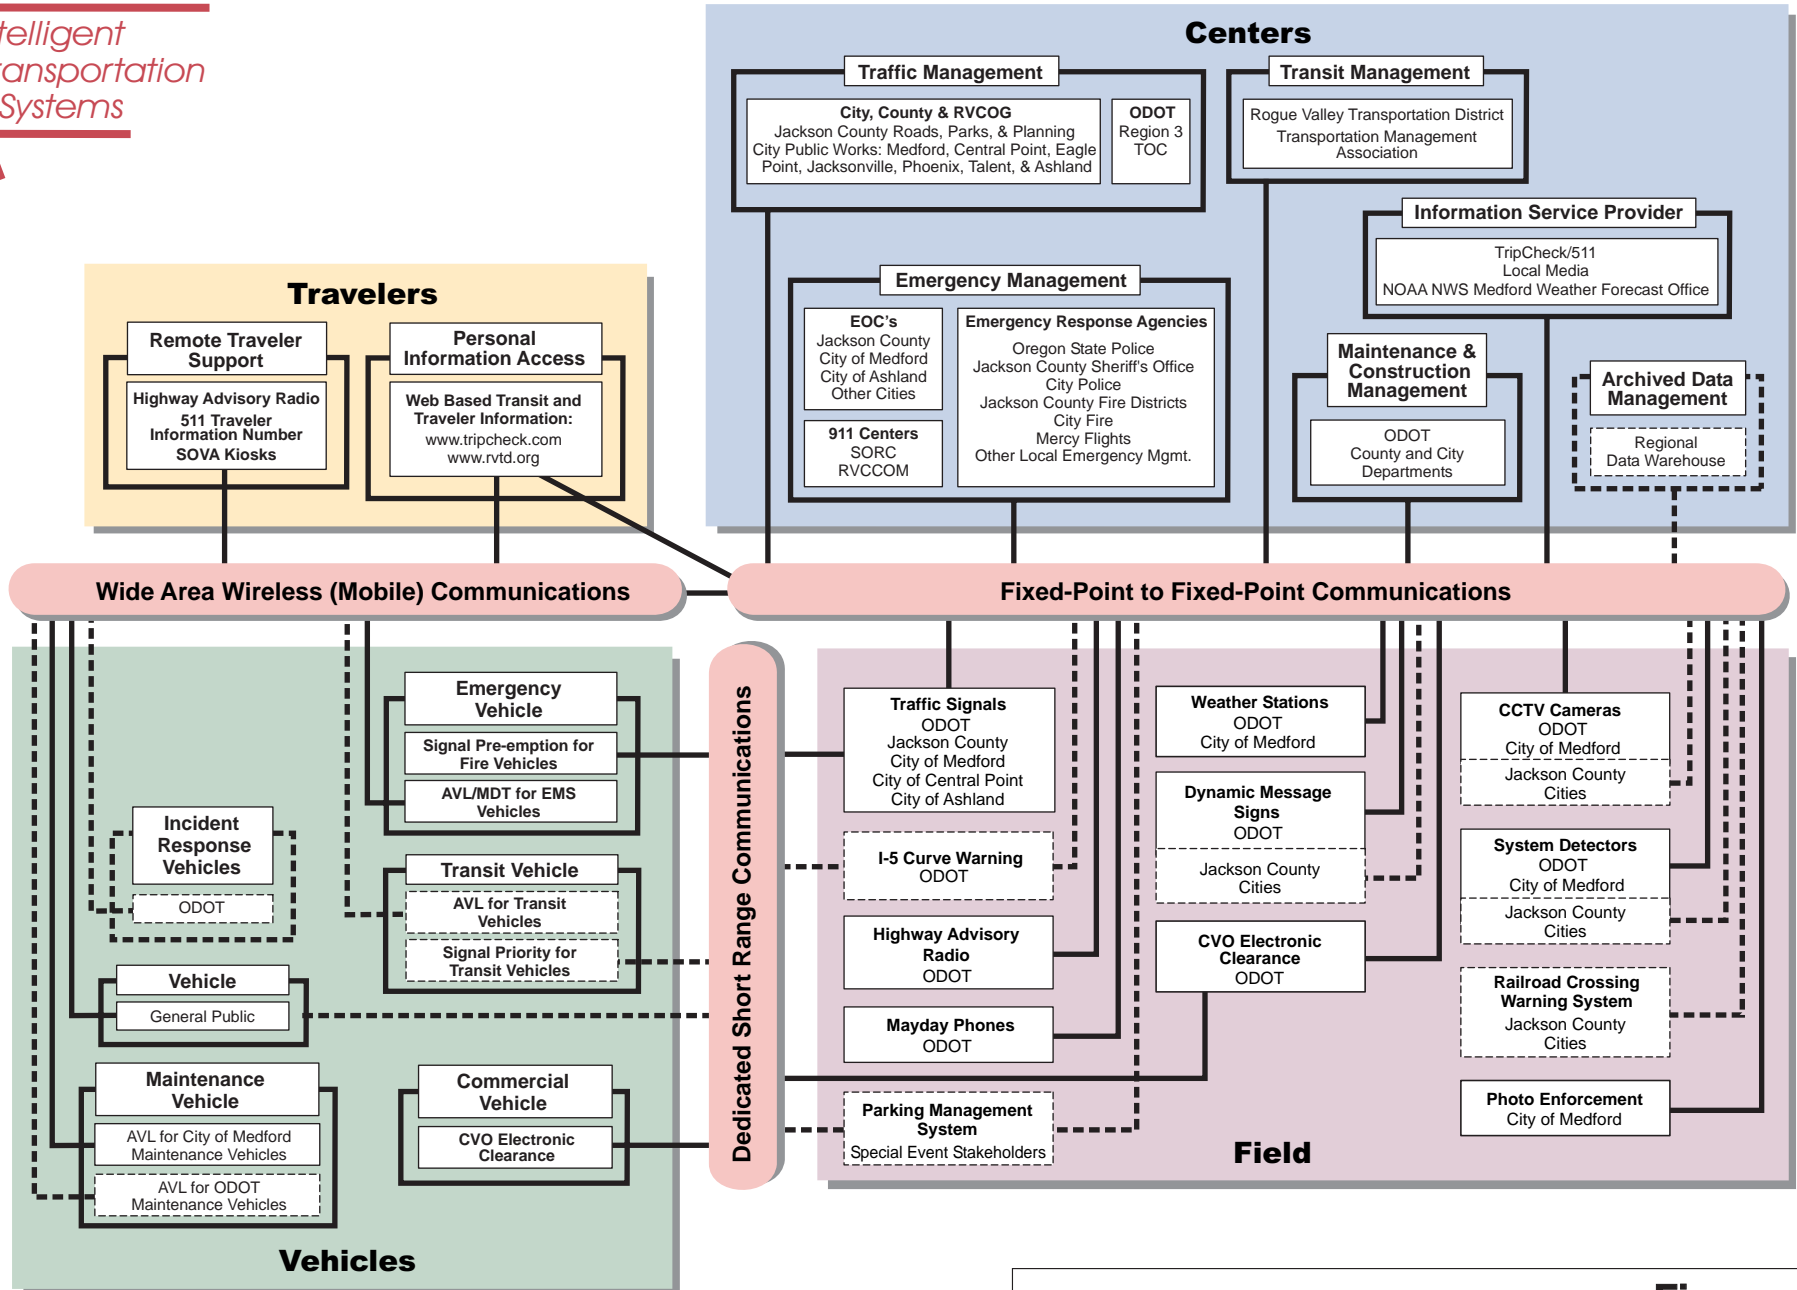 telligent
ansportation
Systems
Centers
Traffic Management
City, County & RVCOG
Jackson County Roads, Parks, & Planning
City Public Works: Medford, Central Point, Eagle
Point, Jacksonville, Phoenix, Talent, & Ashland
ODOT
Region 3
TOC
Transit Management
Rogue Valley Transportation District
Transportation Management
Association
Information Service Provider
TripCheck/511
Local Media
NOAA NWS Medford Weather Forecast Office
Emergency Management
EOC's
Jackson County
City of Medford
City of Ashland
Other Cities
911 Centers
SORC
RVCCOM
Emergency Response Agencies
Oregon State Police
Jackson County Sheriff's Office
City Police
Jackson County Fire Districts
City Fire
Mercy Flights
Other Local Emergency Mgmt.
Maintenance &
Construction
Management
ODOT
County and City
Departments
Archived Data
Management
Regional
Data Warehouse
Travelers
Remote Traveler
Support
Highway Advisory Radio
511 Traveler
Information Number
SOVA Kiosks
Personal
Information Access
Web Based Transit and
Traveler Information:
www.tripcheck.com
www.rvtd.org
Wide Area Wireless (Mobile) Communications
Fixed-Point to Fixed-Point Communications
Emergency
Vehicle
Signal Pre-emption for
Fire Vehicles
AVL/MDT for EMS
Vehicles
Incident
Response
Vehicles
ODOT
Transit Vehicle
AVL for Transit
Vehicles
Signal Priority for
Transit Vehicles
Vehicle
General Public
Maintenance
Vehicle
AVL for City of Medford
Maintenance Vehicles
AVL for ODOT
Maintenance Vehicles
Commercial
Vehicle
CVO Electronic
Clearance
Vehicles
Dedicated Short Range Communications
Traffic Signals
ODOT
Jackson County
City of Medford
City of Central Point
City of Ashland
I-5 Curve Warning
ODOT
Highway Advisory
Radio
ODOT
Mayday Phones
ODOT
Parking Management
System
Special Event Stakeholders
Weather Stations
ODOT
City of Medford
Dynamic Message
Signs
ODOT
Jackson County
Cities
CVO Electronic
Clearance
ODOT
CCTV Cameras
ODOT
City of Medford
Jackson County
Cities
System Detectors
ODOT
City of Medford
Jackson County
Cities
Railroad Crossing
Warning System
Jackson County
Cities
Photo Enforcement
City of Medford
Field